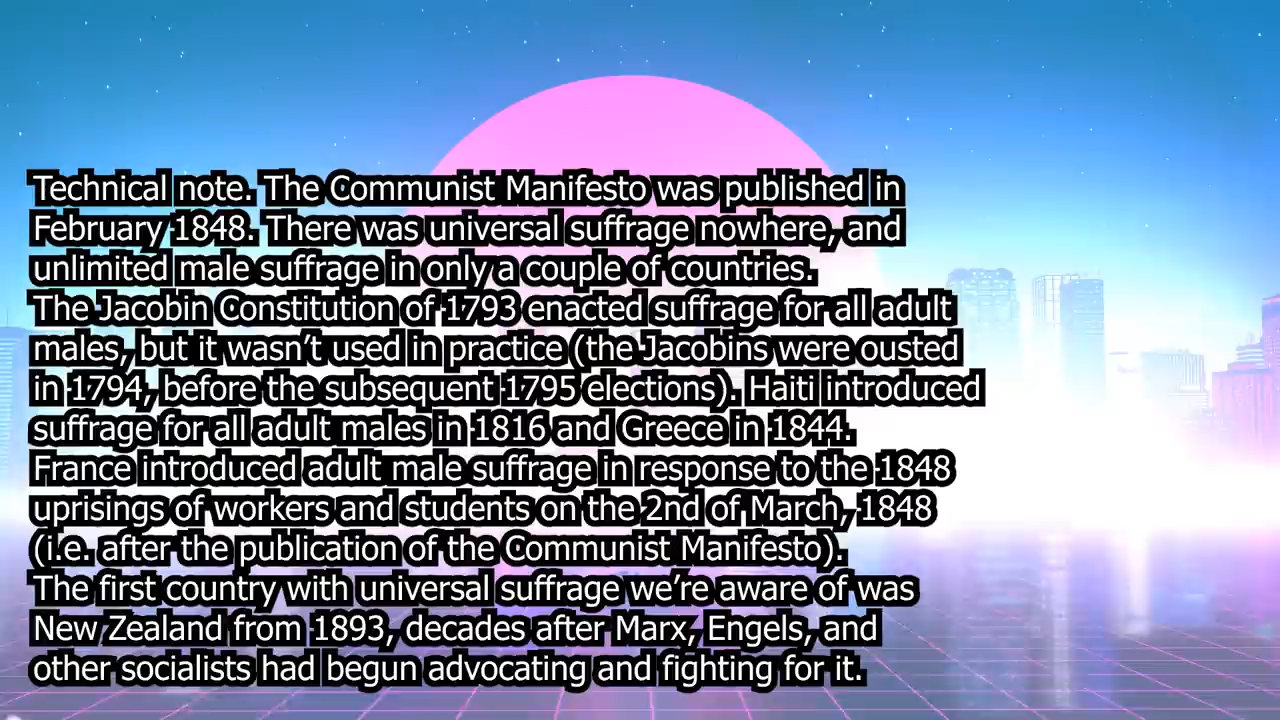 Technical note. The Communist Manifesto was published in
February 1848. There was universal suffrage nowhere, and
unlimited male suffrage in only a couple of countries.
The Jacobin Constitution of 1793 enacted suffrage for all adult
males, but it wasn’t used in practice (the Jacobins were ousted
in 1794, before the subsequent 1795 elections). Haiti introduced
suffrage for all adult males in 1816 and Greece in 1844.
France introduced adult male suffrage in response to the 1848
uprisings of workers and students on the 2nd of March, 1848
(i.e. after the publication of the Communist Manifesto).
The first country with universal suffrage we’re aware of was
New Zealand from 1893, decades after Marx, Engels, and
other socialists had begun advocating and fighting for it.